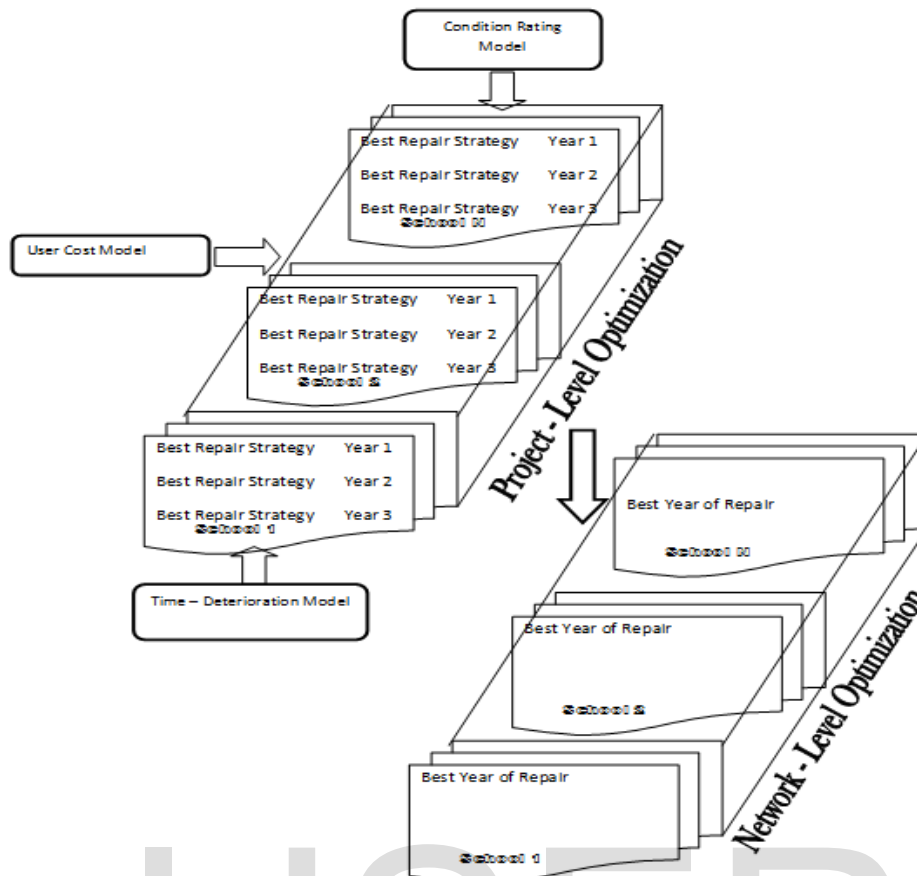 Condition Rating
Model
Best Repair Strategy Year 1
Best Repair Strategy Year 2
Best Repair Strategy Year 3
School N
User Cost Model
Best Repair Strategy Year 1
Best Repair Strategy Year 2
Best Repair Strategy Year 3
School 2
Best Repair Strategy Year 1
Best Repair Strategy Year 2
Best Repair Strategy Year 3
School 1
Time – Deterioration Model
Project - Level Optimization
Best Year of Repair
School N
Best Year of Repair
School 2
Best Year of Repair
School 1
Network - Level Optimization